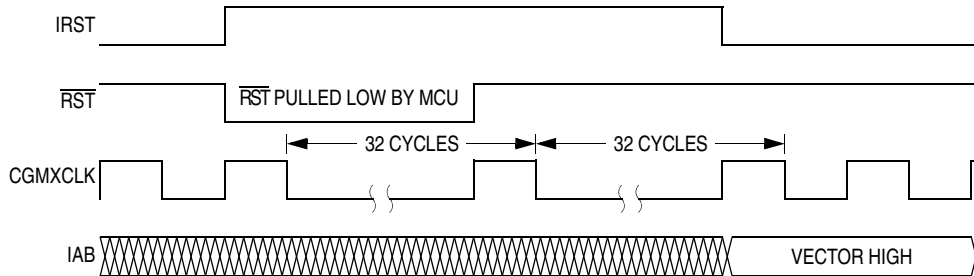 IRST
RST
RST PULLED LOW BY MCU
32 CYCLES
32 CYCLES
CGMXCLK
IAB
VECTOR HIGH